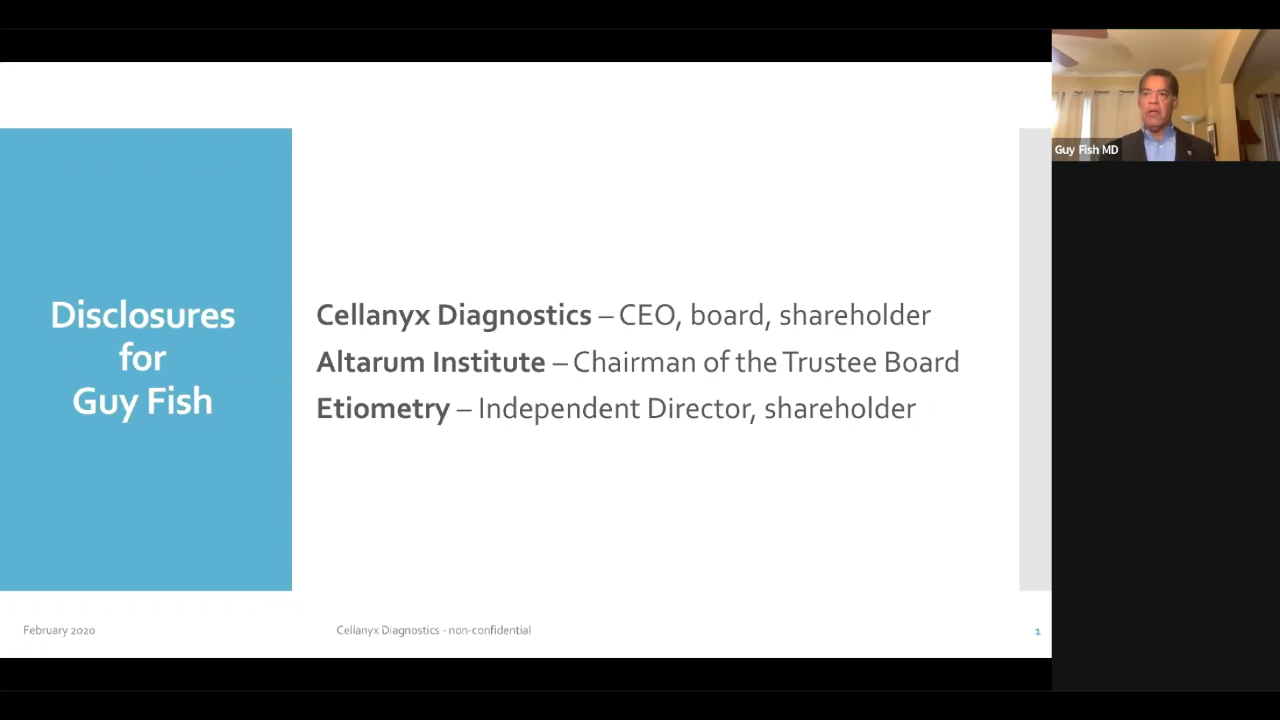 Disclosures
for
Guy Fish
Cellanyx Diagnostics – CEO, board, shareholder
Altarum Institute – Chairman of the Trustee Board
Etiometry – Independent Director, shareholder
February 2020
Cellanyx Diagnostics - non-confidential
1
Guy Fish MD